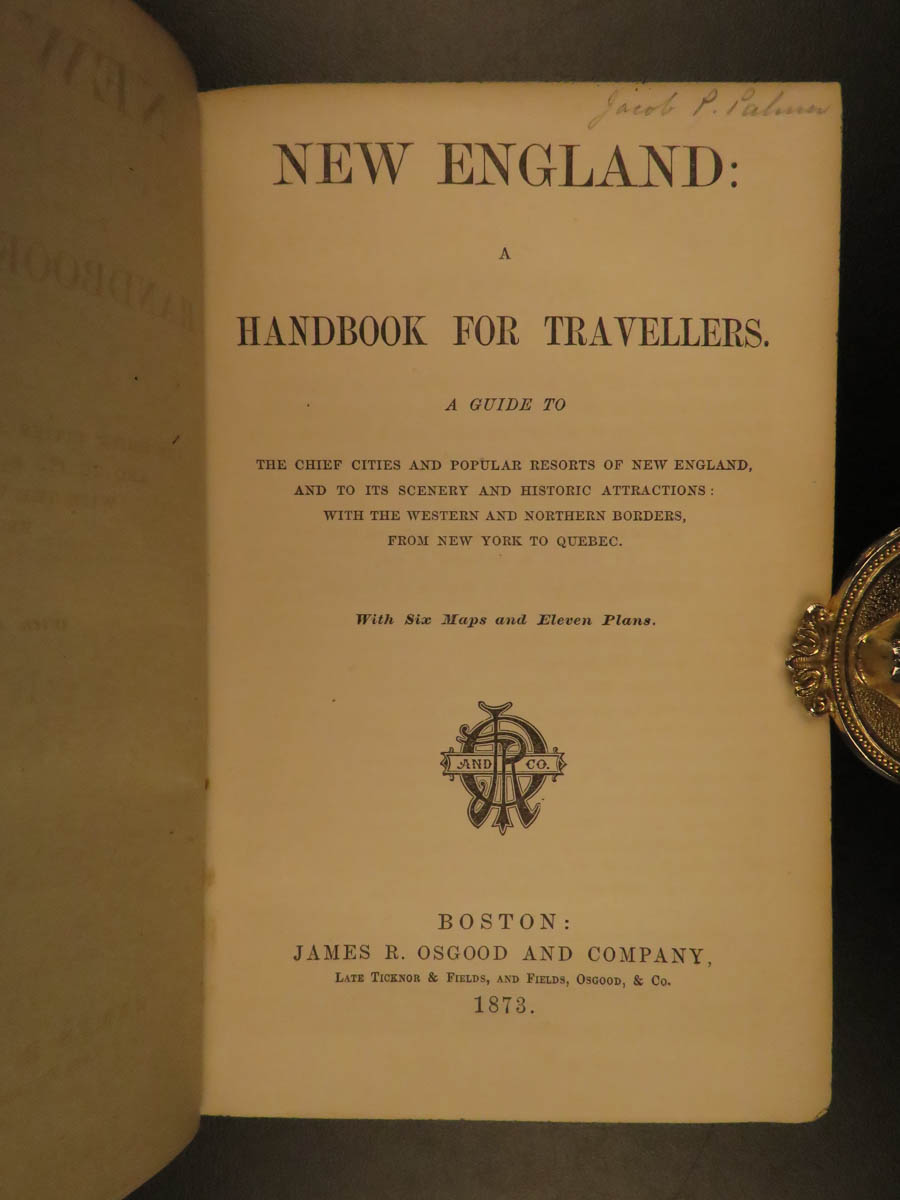 Jacob P. Palmer
NEW ENGLAND:
A
HANDBOOK FOR TRAVELLERS.
A GUIDE TO
THE CHIEF CITIES AND POPULAR RESORTS OF NEW ENGLAND,
AND TO ITS SCENERY AND HISTORIC ATTRACTIONS:
WITH THE WESTERN AND NORTHERN BORDERS,
FROM NEW YORK TO QUEBEC.
With Six Maps and Eleven Plans.
AND CO.
BOSTON:
JAMES R. OSGOOD AND COMPANY,
LATE TICKNOR & FIELDS, AND FIELDS, OSGOOD, & CO.
1873.